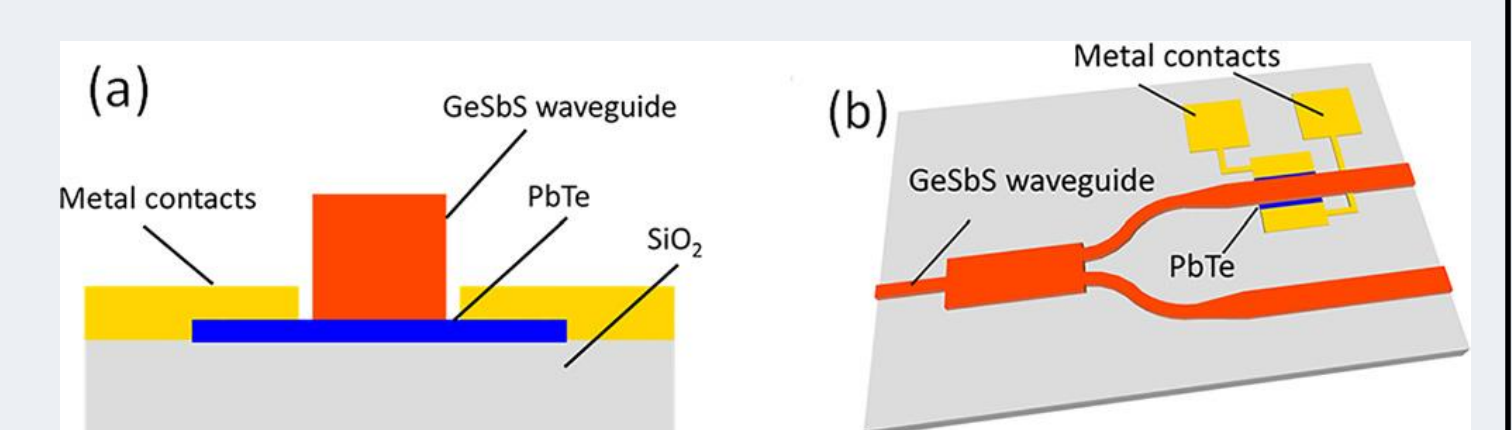 (a)
GeSbS waveguide
Metal contacts
PbTe
SiO₂
(b)
Metal contacts
GeSbS waveguide
PbTe